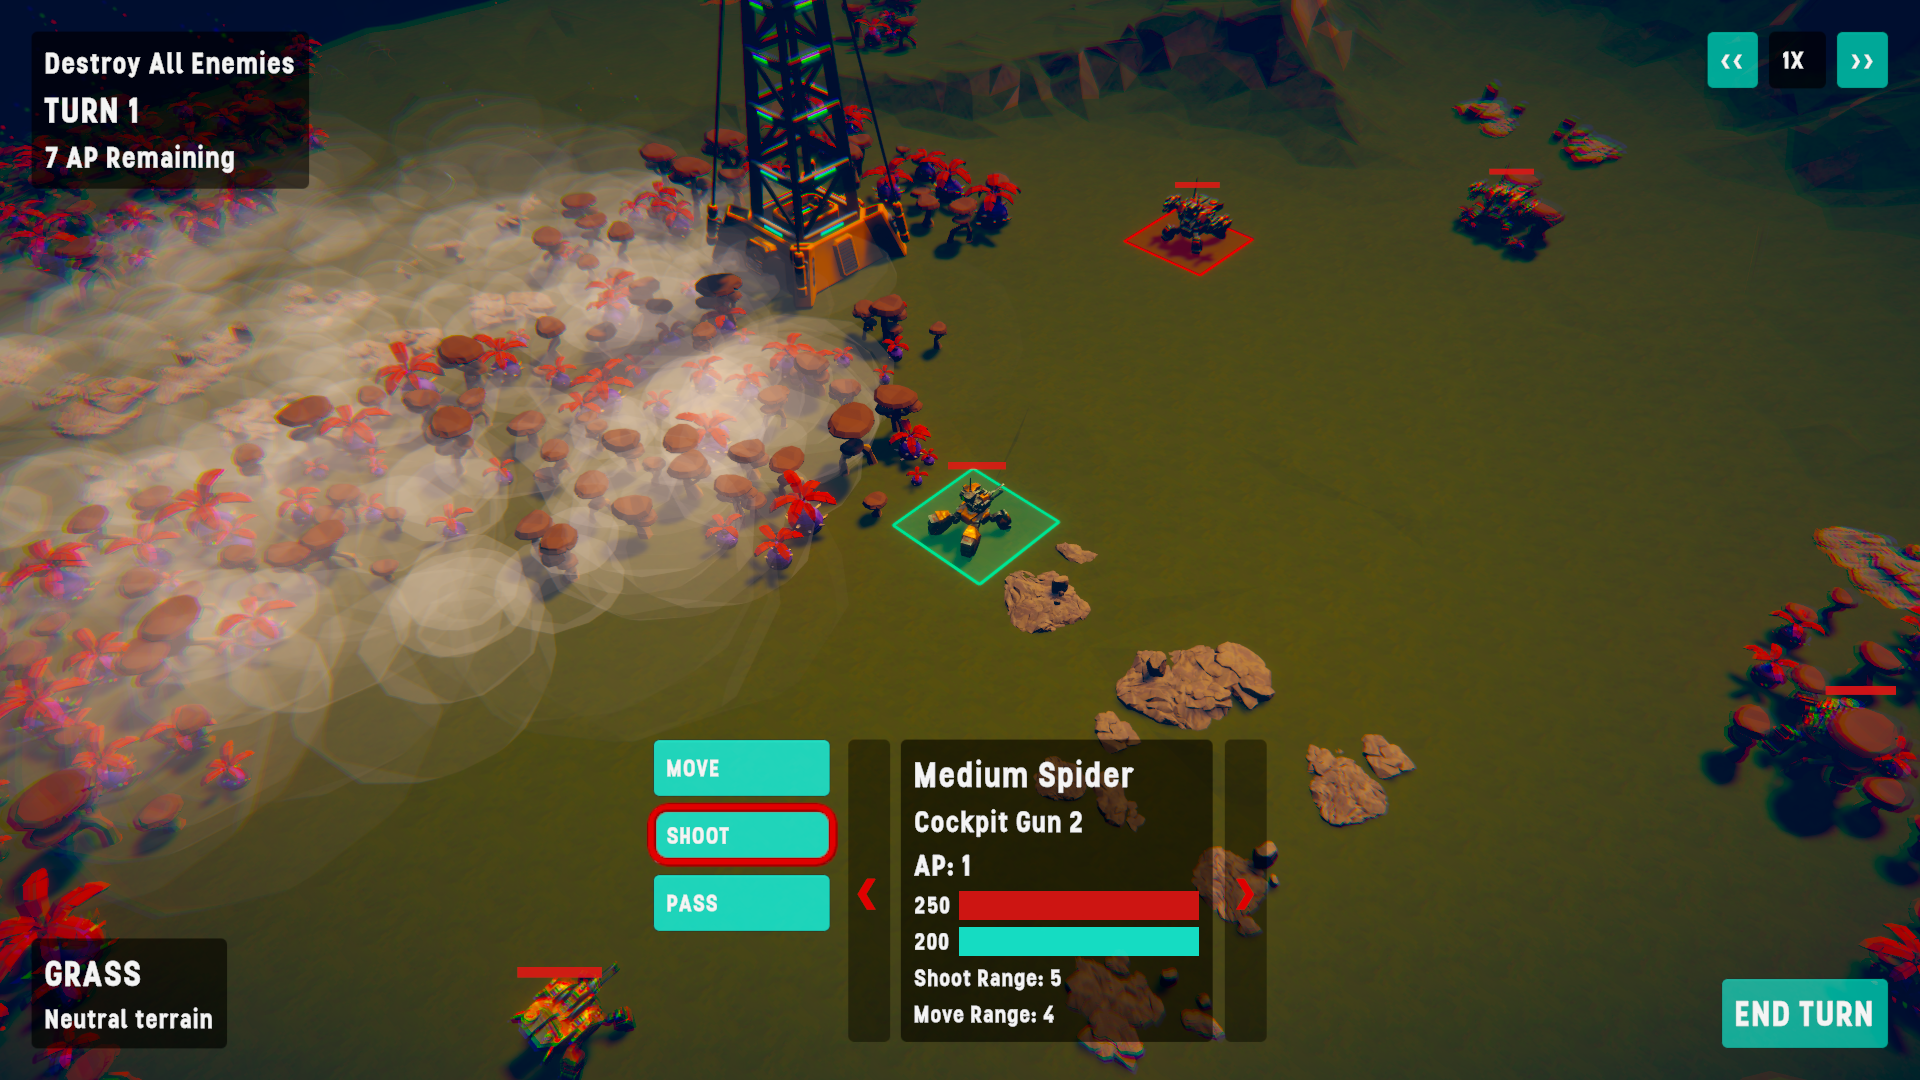 Destroy All Enemies
TURN 1
7 AP Remaining
<< 1X >>
MOVE
SHOOT
PASS
Medium Spider
Cockpit Gun 2
AP: 1
250
200
Shoot Range: 5
Move Range: 4
GRASS
Neutral terrain
END TURN